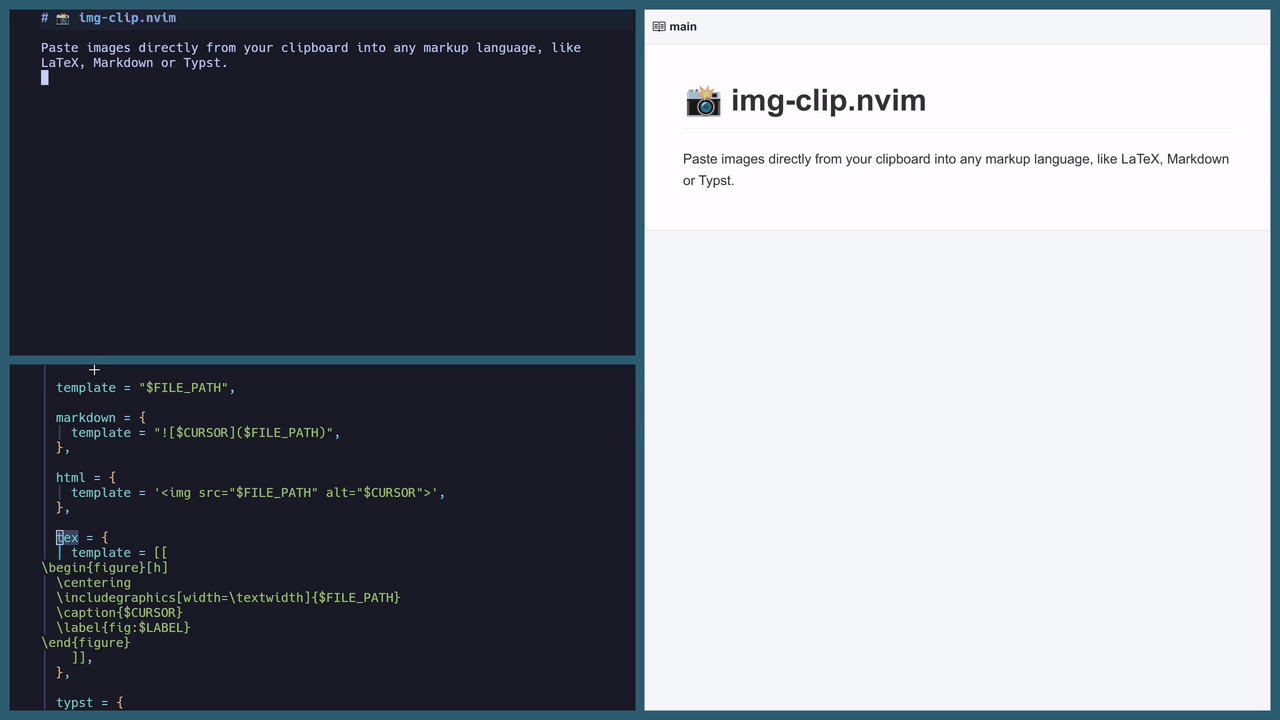 # 📸 img-clip.nvim
Paste images directly from your clipboard into any markup language, like
LaTeX, Markdown or Typst.
template = "$FILE_PATH",
markdown = {
template = "![$CURSOR]($FILE_PATH)",
},
html = {
template = '<img src="$FILE_PATH" alt="$CURSOR">',
},
tex = {
template = [[
\begin{figure}[h]
\centering
\includegraphics[width=\textwidth]{$FILE_PATH}
\caption{$CURSOR}
\label{fig:$LABEL}
\end{figure}
]],
},
typst = {
main
📸 img-clip.nvim
Paste images directly from your clipboard into any markup language, like LaTeX, Markdown
or Typst.